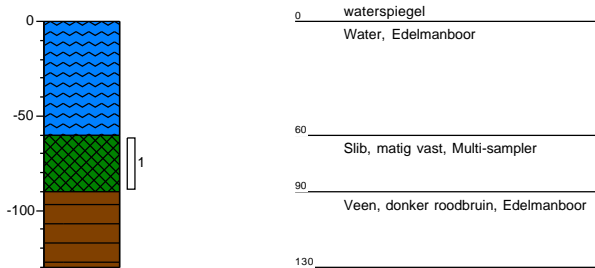 0
-50
-100
1
0
waterspiegel
Water, Edelmanboor
60
Slib, matig vast, Multi-sampler
90
Veen, donker roodbruin, Edelmanboor
130